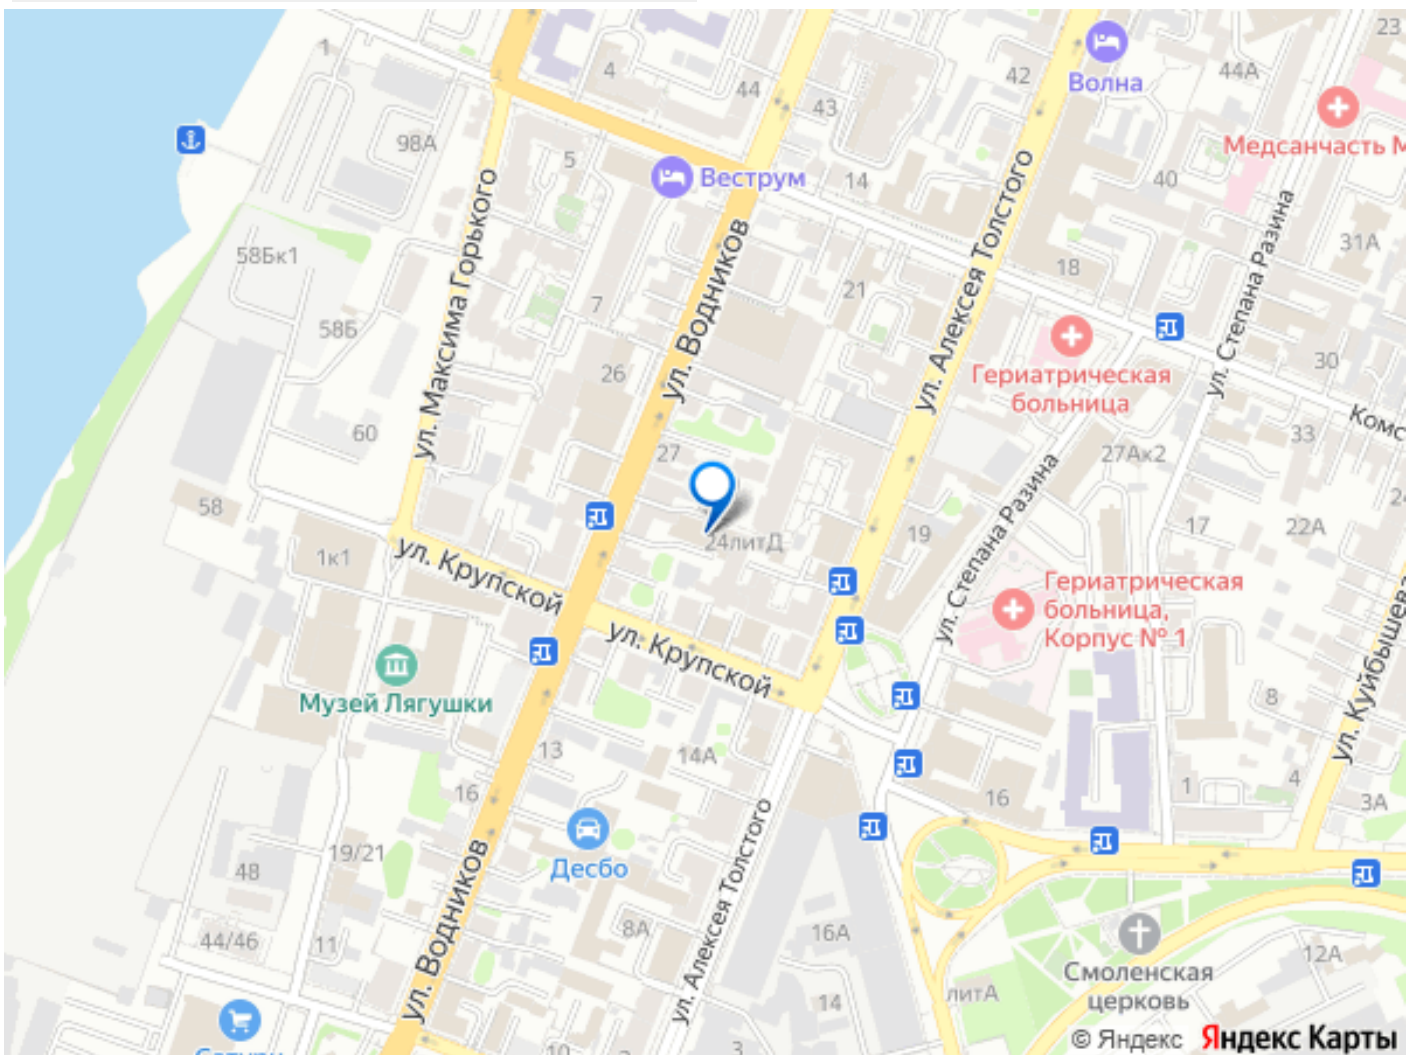 23
1
4
44
42
Волна
44А
43
98А
5
Веструм
14
40
Медсанчасть М
ул. Максима Горького
ул. Водников
ул. Алексея Толстого
ул. Степана Разина
31А
58Бк1
18
21
7
58Б
26
Гериатрическая
больница
30
Комс
60
27
33
27Ак2
ул. Степана Разина
58
24литД
19
17
22А
24
1к1
ул. Крупской
ул. Крупской
Гериатрическая
больница,
Корпус № 1
ул. Куйбышева
Музей Лягушки
8
13
14А
16
16
1
4
3А
Десбо
19/21
48
ул. Водников
ул. Алексея Толстого
8А
16А
44/46
11
12А
Смоленская
церковь
литА
14
10
3
© Яндекс
Яндекс Карты